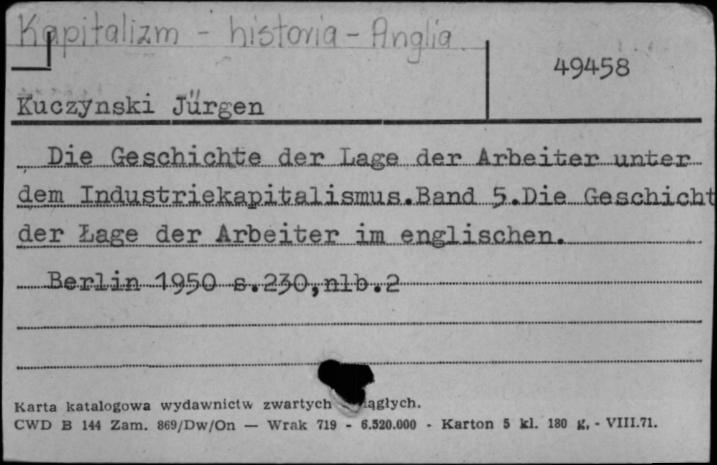 Kapitalizm - historia - Anglia
49458
Kuczynski Jürgen
Die Geschichte der Lage der Arbeiter unter
dem Industriekapitalismus.Band 5.Die Geschicht
der Łage der Arbeiter im englischen.
Berlin 1950 s.230,nlb.2
Karta katalogowa wydawnictw zwartych ciągłych.
CWD B 144 Zam. 869/Dw/On — Wrak 719 - 6.520.000 - Karton 5 kl. 180 g, - VIII.71.